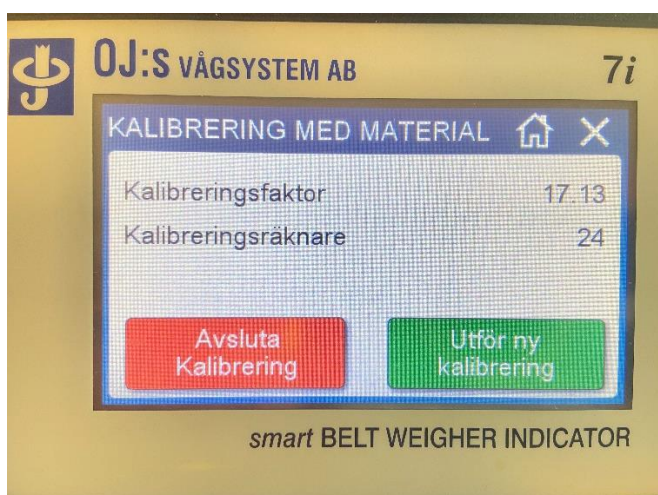 OJ:s VÅGSYSTEM AB
7i
KALIBRERING MED MATERIAL
Kalibreringsfaktor 17.13
Kalibreringsräknare 24
Avsluta
Kalibrering
Utför ny
kalibrering
smart BELT WEIGHER INDICATOR